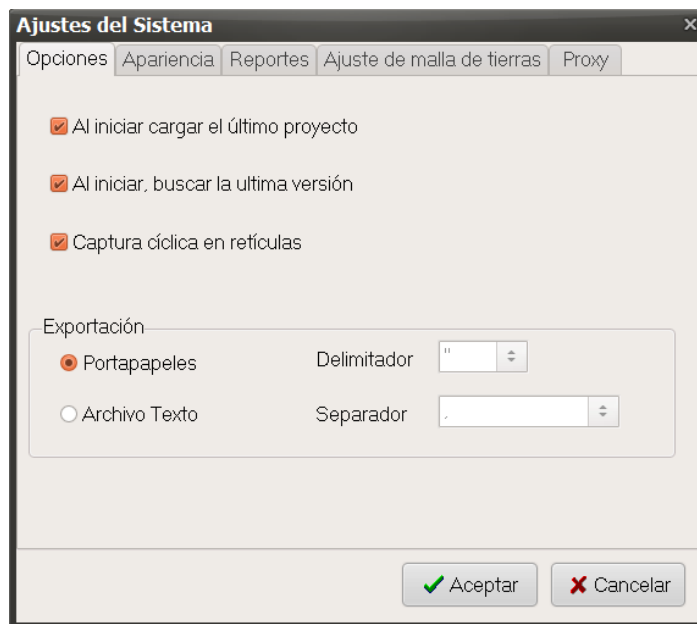 Ajustes del Sistema
Opciones Apariencia Reportes Ajuste de malla de tierras Proxy
Al iniciar cargar el último proyecto
Al iniciar, buscar la ultima versión
Captura cíclica en retículas
Exportación
Portapapeles Delimitador "
Archivo Texto Separador ,
Aceptar Cancelar